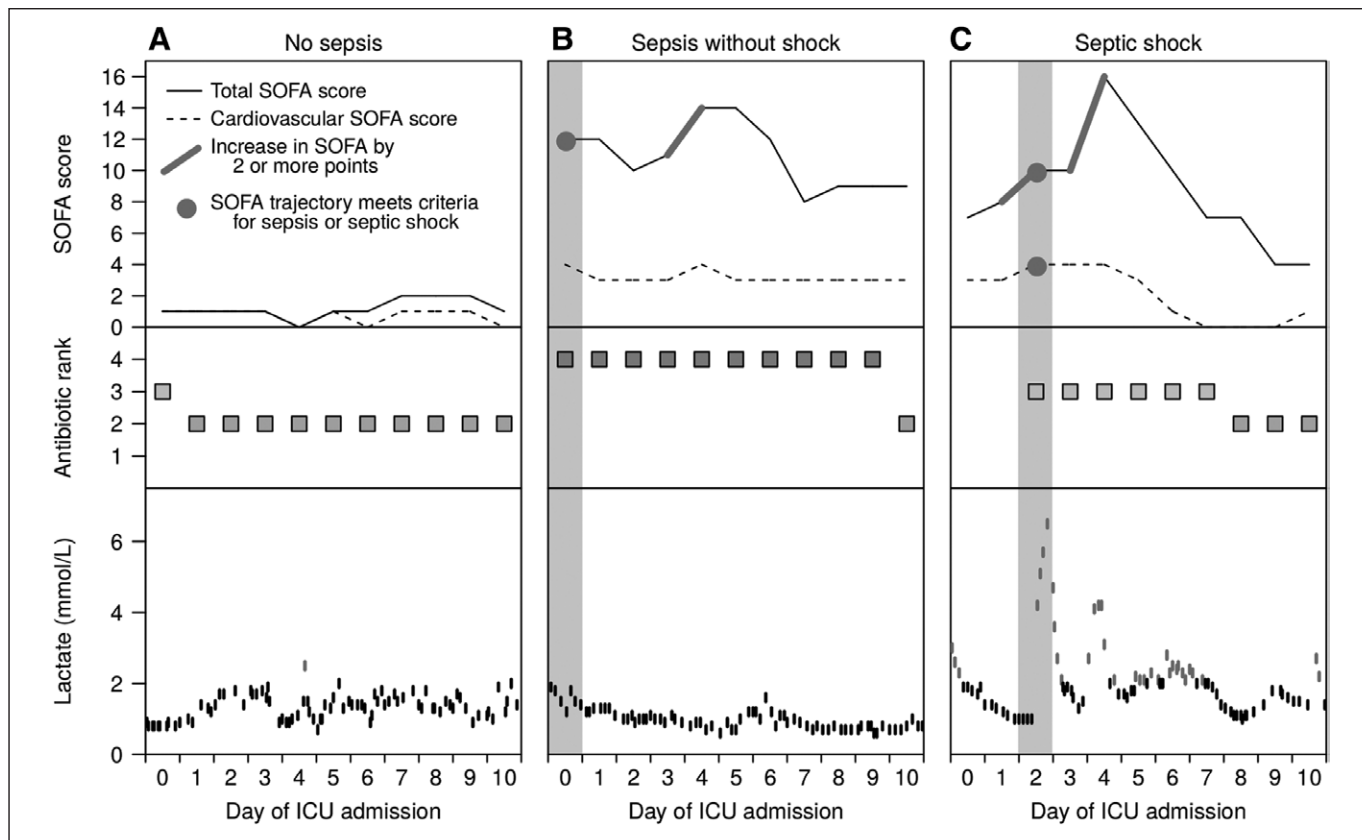 A No sepsis
B Sepsis without shock
C Septic shock
SOFA score
16
14
12
10
8
6
4
2
0
Total SOFA score
Cardiovascular SOFA score
Increase in SOFA by
2 or more points
SOFA trajectory meets criteria
for sepsis or septic shock
Antibiotic rank
4
3
2
1
Lactate (mmol/L)
6
4
2
0
0 1 2 3 4 5 6 7 8 9 10
0 1 2 3 4 5 6 7 8 9 10
0 1 2 3 4 5 6 7 8 9 10
Day of ICU admission
Day of ICU admission
Day of ICU admission